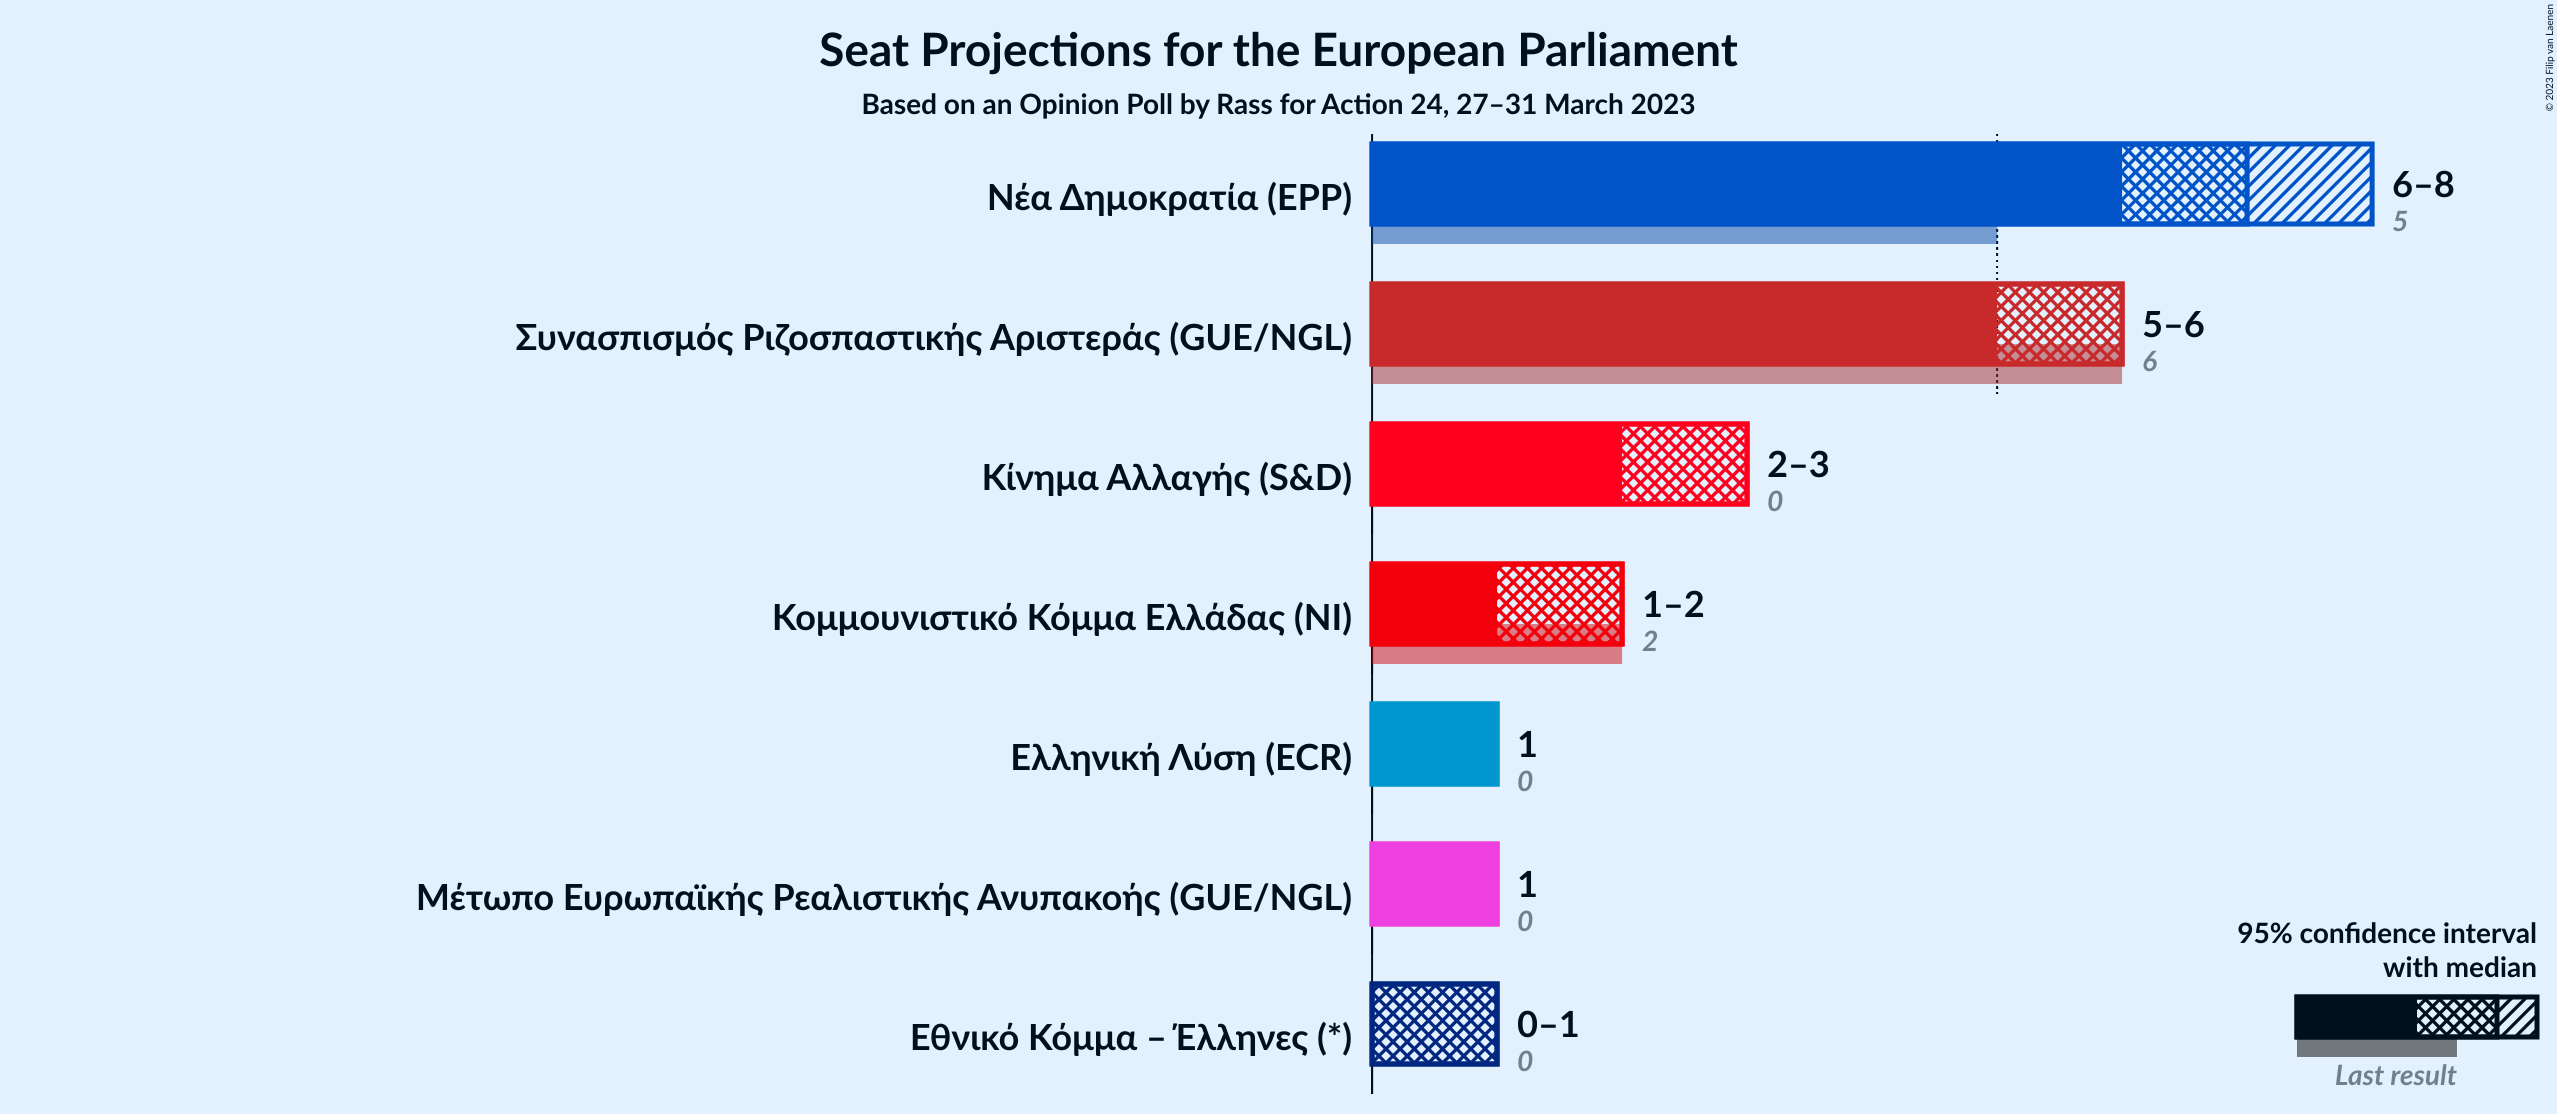 Seat Projections for the European Parliament
Based on an Opinion Poll by Rass for Action 24, 27–31 March 2023
© 2023 Filip van Laenen
Νέα Δημοκρατία (EPP)
6–8
5
Συνασπισμός Ριζοσπαστικής Αριστεράς (GUE/NGL)
5–6
6
Κίνημα Αλλαγής (S&D)
2–3
0
Κομμουνιστικό Κόμμα Ελλάδας (NI)
1–2
2
Ελληνική Λύση (ECR)
1
0
Μέτωπο Ευρωπαϊκής Ρεαλιστικής Ανυπακοής (GUE/NGL)
1
0
Εθνικό Κόμμα – Έλληνες (*)
0–1
0
95% confidence interval
with median
Last result